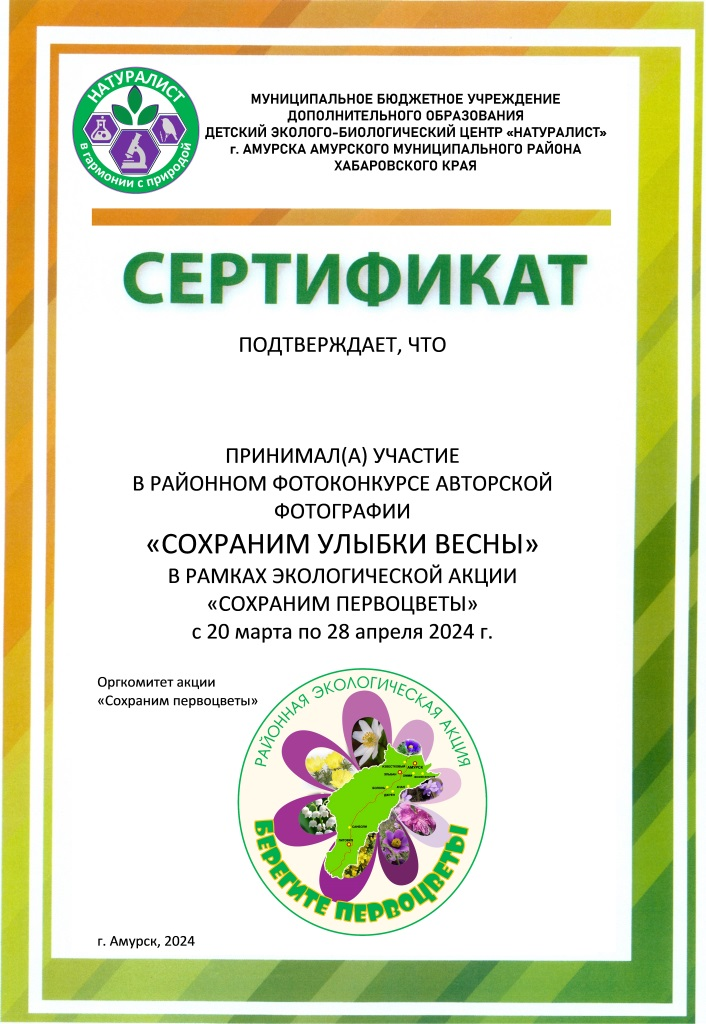 НАТУРАЛИСТ
в гармонии с природой
МУНИЦИПАЛЬНОЕ БЮДЖЕТНОЕ УЧРЕЖДЕНИЕ
ДОПОЛНИТЕЛЬНОГО ОБРАЗОВАНИЯ
ДЕТСКИЙ ЭКОЛОГО-БИОЛОГИЧЕСКИЙ ЦЕНТР «НАТУРАЛИСТ»
г. АМУРСКА АМУРСКОГО МУНИЦИПАЛЬНОГО РАЙОНА
ХАБАРОВСКОГО КРАЯ
СЕРТИФИКАТ
ПОДТВЕРЖДАЕТ, ЧТО
ПРИНИМАЛ(А) УЧАСТИЕ
В РАЙОННОМ ФОТОКОНКУРСЕ АВТОРСКОЙ
ФОТОГРАФИИ
«СОХРАНИМ УЛЫБКИ ВЕСНЫ»
В РАМКАХ ЭКОЛОГИЧЕСКОЙ АКЦИИ
«СОХРАНИМ ПЕРВОЦВЕТЫ»
с 20 марта по 28 апреля 2024 г.
Оргкомитет акции
«Сохраним первоцветы»
РАЙОННАЯ ЭКОЛОГИЧЕСКАЯ АКЦИЯ
АМУРСК
БЕРЕГИТЕ ПЕРВОЦВЕТЫ
г. Амурск, 2024